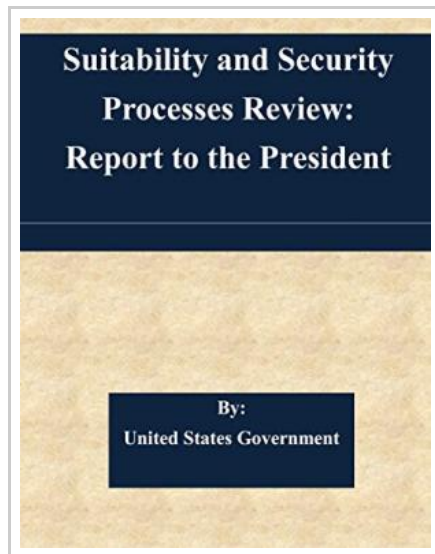 Suitability and Security
Processes Review:
Report to the President
By:
United States Government